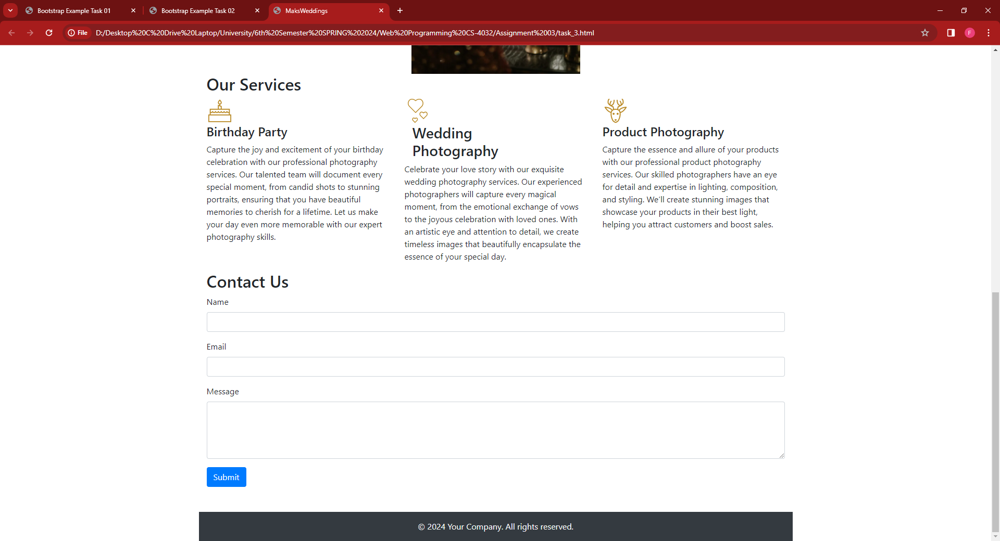 Bootstrap Example Task 01
Bootstrap Example Task 02
MaksWeddings
File
D:/Desktop%20C%20Drive%20Laptop/University/6th%20Semester%20SPRING%202024/Web%20Programming%20CS-4032/Assignment%2003/task_3.html
F
Our Services
Birthday Party
Capture the joy and excitement of your birthday
celebration with our professional photography
services. Our talented team will document every
special moment, from candid shots to stunning
portraits, ensuring that you have beautiful
memories to cherish for a lifetime. Let us make
your day even more memorable with our expert
photography skills.
Wedding
Photography
Celebrate your love story with our exquisite
wedding photography services. Our experienced
photographers will capture every magical
moment, from the emotional exchange of vows
to the joyous celebration with loved ones. With
an artistic eye and attention to detail, we create
timeless images that beautifully encapsulate the
essence of your special day.
Product Photography
Capture the essence and allure of your products
with our professional product photography
services. Our skilled photographers have an eye
for detail and expertise in lighting, composition,
and styling. We'll create stunning images that
showcase your products in their best light,
helping you attract customers and boost sales.
Contact Us
Name
Email
Message
Submit
© 2024 Your Company. All rights reserved.